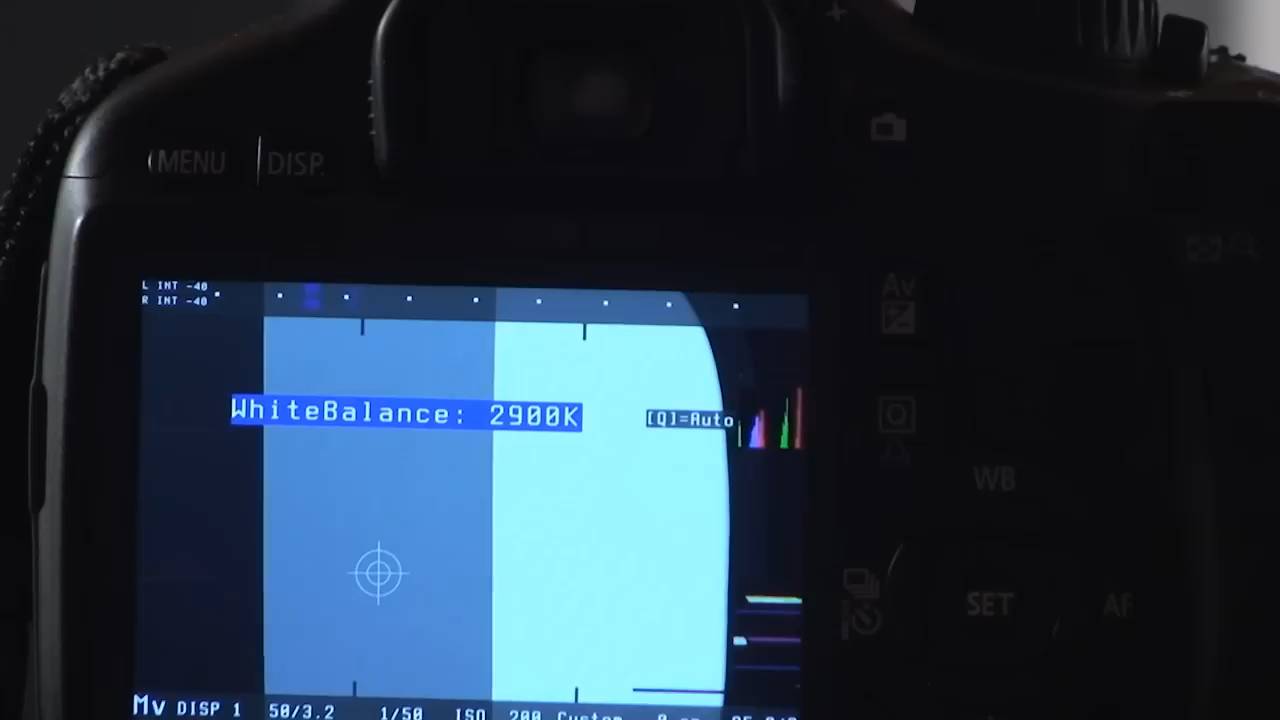 MENU DISP.
L INT -40
R INT -40
Av
WhiteBalance: 2900K
[Q]=Auto
Q
WB
SET
AF
Mv DISP 1 50/3.2 1/50 ISO 200 Custom